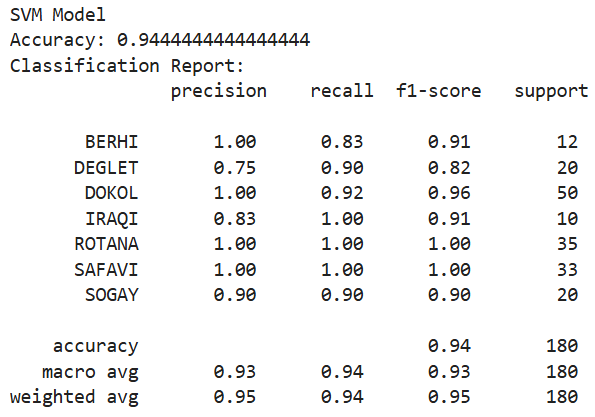 SVM Model
Accuracy: 0.9444444444444444
Classification Report:
precision recall f1-score support
BERHI 1.00 0.83 0.91 12
DEGLET 0.75 0.90 0.82 20
DOKOL 1.00 0.92 0.96 50
IRAQI 0.83 1.00 0.91 10
ROTANA 1.00 1.00 1.00 35
SAFAVI 1.00 1.00 1.00 33
SOGAY 0.90 0.90 0.90 20
accuracy 0.94 180
macro avg 0.93 0.94 0.93 180
weighted avg 0.95 0.94 0.95 180